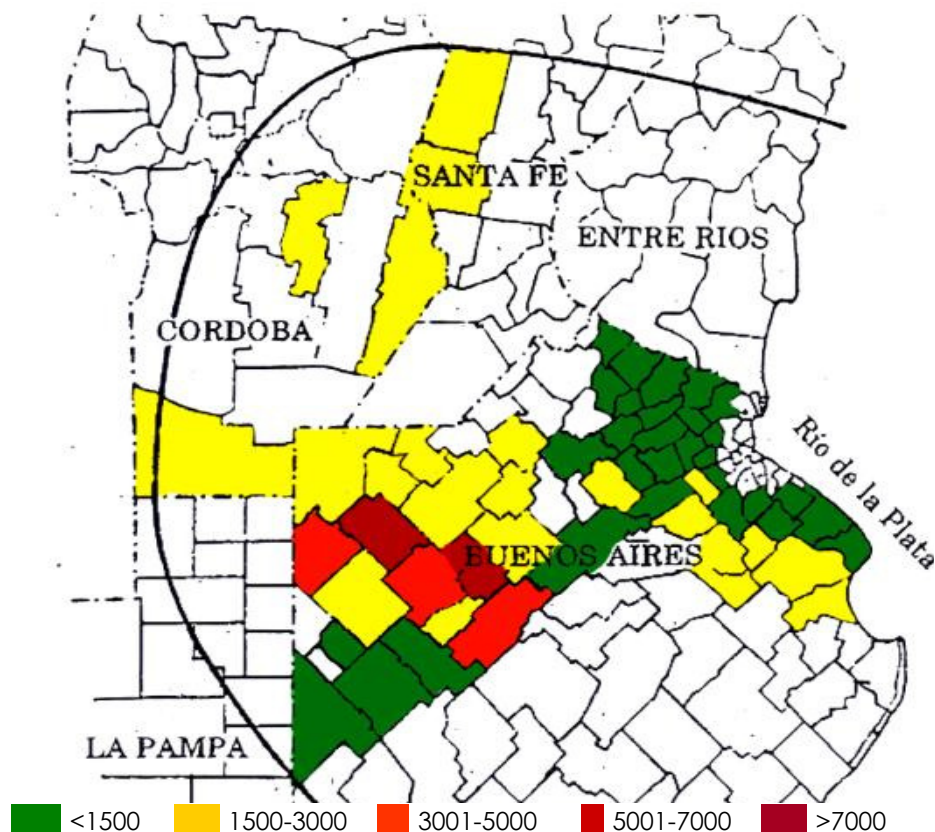 SANTA FE
ENTRE RIOS
CORDOBA
Río de la Plata
BUENOS AIRES
LA PAMPA
<1500
1500-3000
3001-5000
5001-7000
>7000